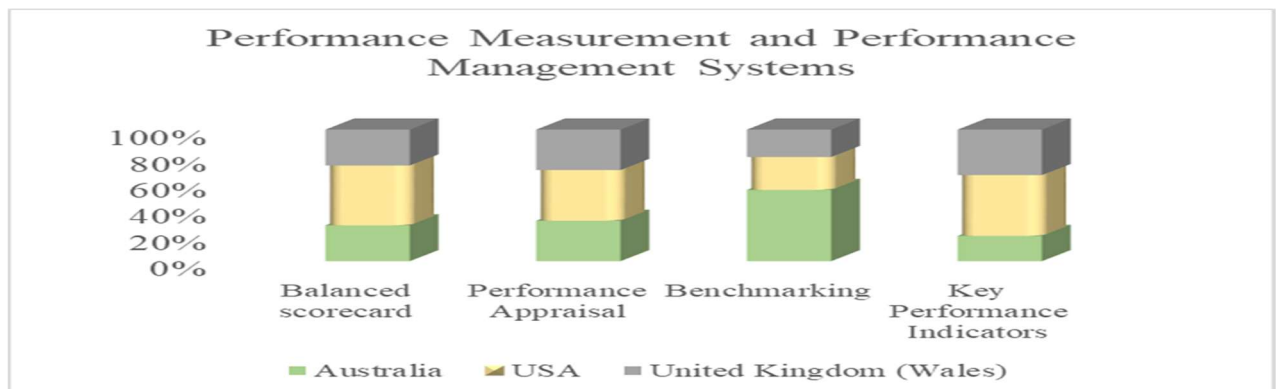 Performance Measurement and Performance
Management Systems
100%
80%
60%
40%
20%
0%
Balanced
scorecard
Performance
Appraisal
Benchmarking
Key
Performance
Indicators
Australia
USA
United Kingdom (Wales)